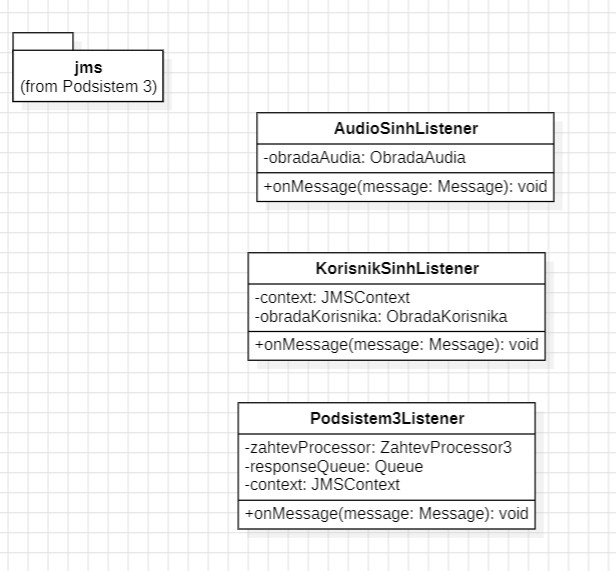 jms
(from Podsistem 3)
AudioSinhListener
-obradaAudia: ObradaAudia
+onMessage(message: Message): void
KorisnikSinhListener
-context: JMSContext
-obradaKorisnika: ObradaKorisnika
+onMessage(message: Message): void
Podsistem3Listener
-zahtevProcessor: ZahtevProcessor3
-responseQueue: Queue
-context: JMSContext
+onMessage(message: Message): void